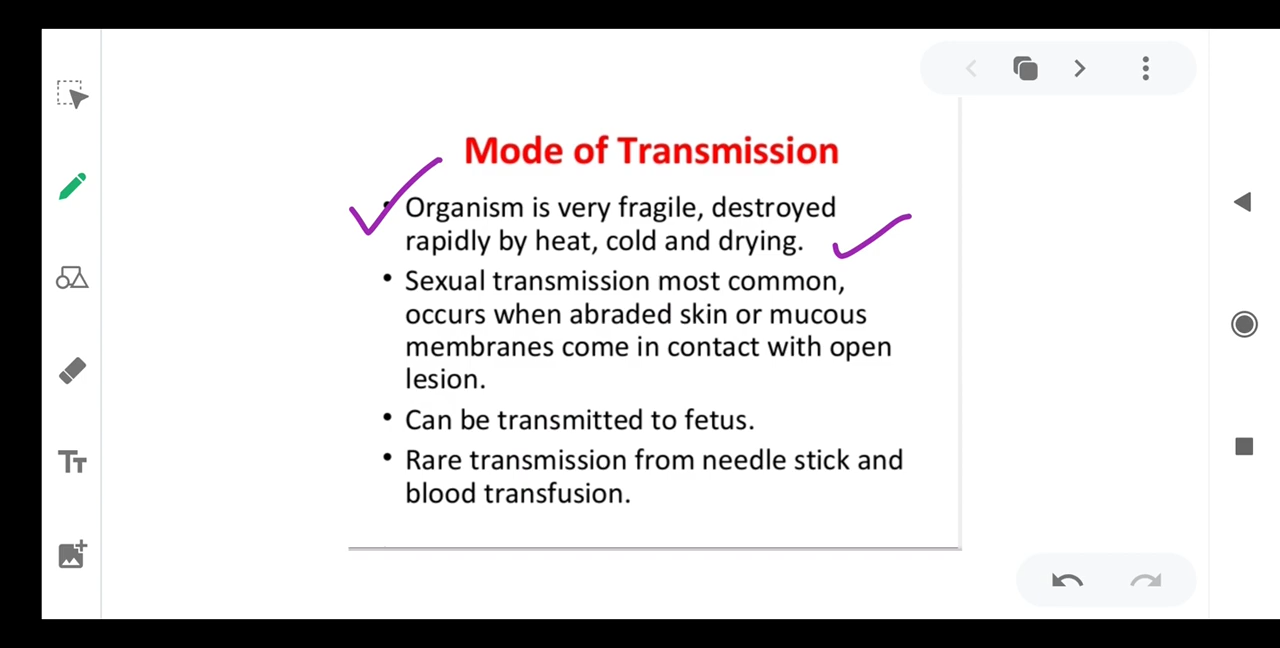 Mode of Transmission
• Organism is very fragile, destroyed
rapidly by heat, cold and drying.
• Sexual transmission most common,
occurs when abraded skin or mucous
membranes come in contact with open
lesion.
• Can be transmitted to fetus.
• Rare transmission from needle stick and
blood transfusion.
TT